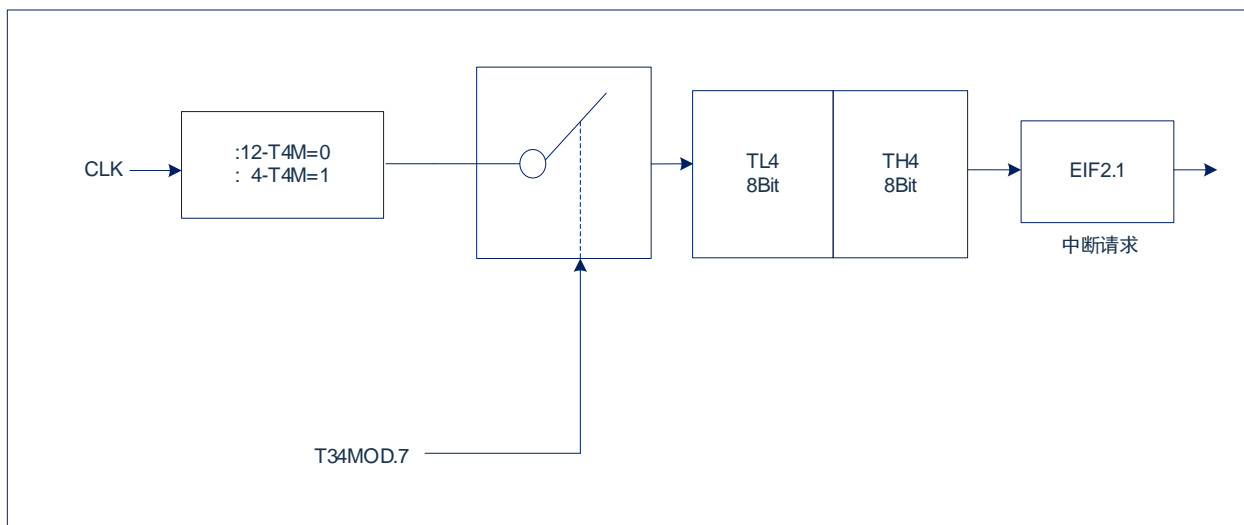 CLK
:12-T4M=0
: 4-T4M=1
TL4
8Bit
TH4
8Bit
EIF2.1
中断请求
T34MOD.7